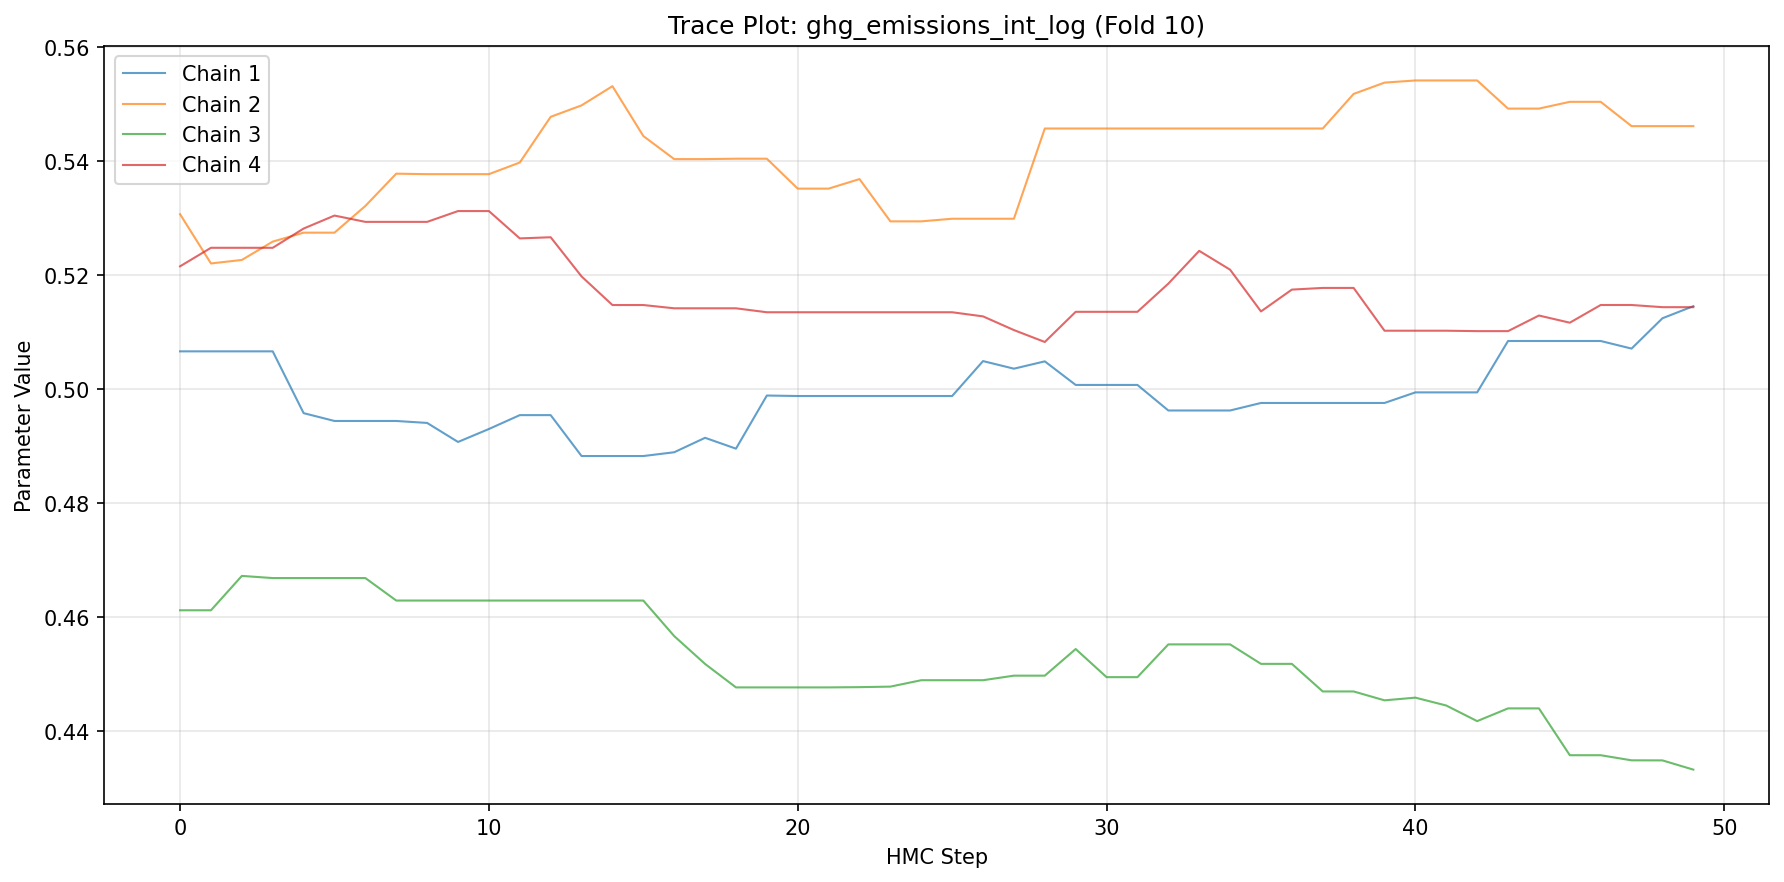 Trace Plot: ghg_emissions_int_log (Fold 10)
Chain 1
Chain 2
Chain 3
Chain 4
Parameter Value
0.56
0.54
0.52
0.50
0.48
0.46
0.44
0
10
20
30
40
50
HMC Step